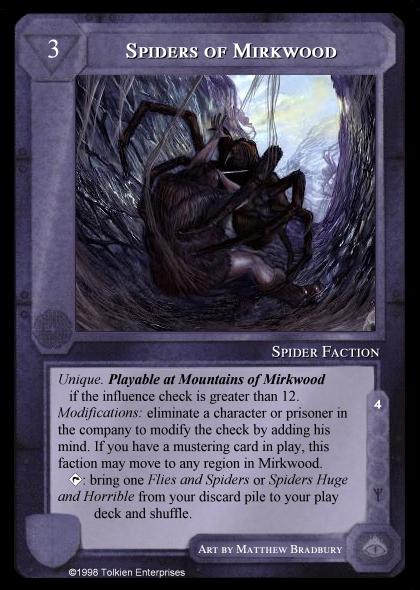 3
SPIDERS OF MIRKWOOD
SPIDER FACTION
Unique. Playable at Mountains of Mirkwood
if the influence check is greater than 12.
Modifications: eliminate a character or prisoner in
the company to modify the check by adding his
mind. If you have a mustering card in play, this
faction may move to any region in Mirkwood.
: bring one Flies and Spiders or Spiders Huge
and Horrible from your discard pile to your play
deck and shuffle.
4
ART BY MATTHEW BRADBURY
©1998 Tolkien Enterprises